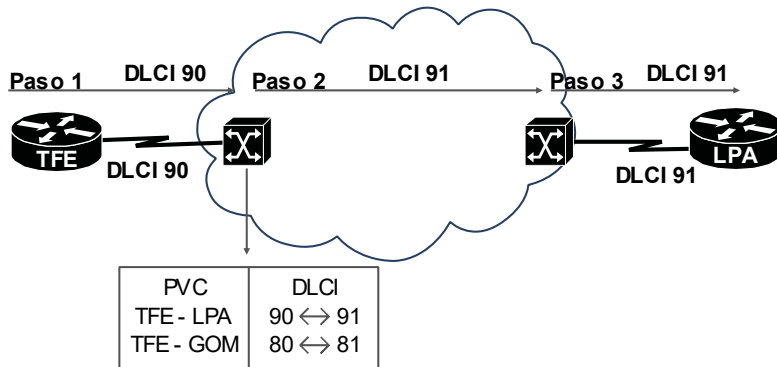 Paso 1 DLCI 90 Paso 2 DLCI 91 Paso 3 DLCI 91
TFE
DLCI 90
LPA
DLCI 91
PVC DLCI
TFE - LPA 90 ↔ 91
TFE - GOM 80 ↔ 81